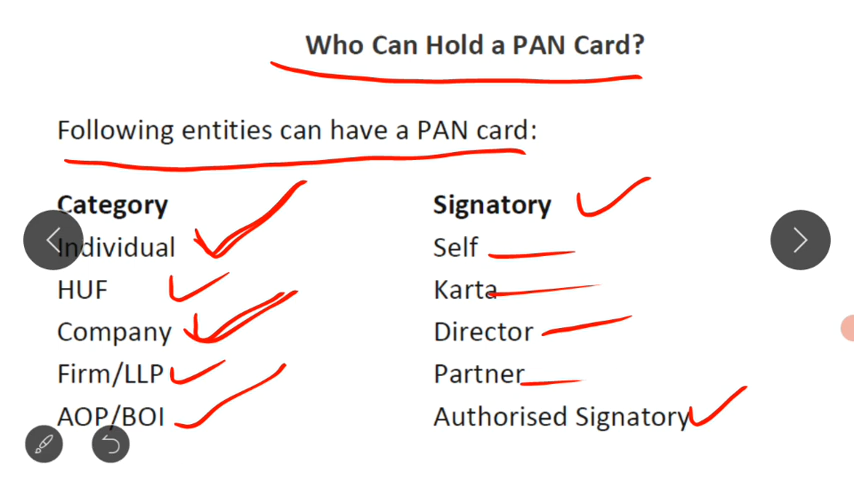 Who Can Hold a PAN Card?
Following entities can have a PAN card:
Category Signatory
Individual Self
HUF Karta
Company Director
Firm/LLP Partner
AOP/BOI Authorised Signatory